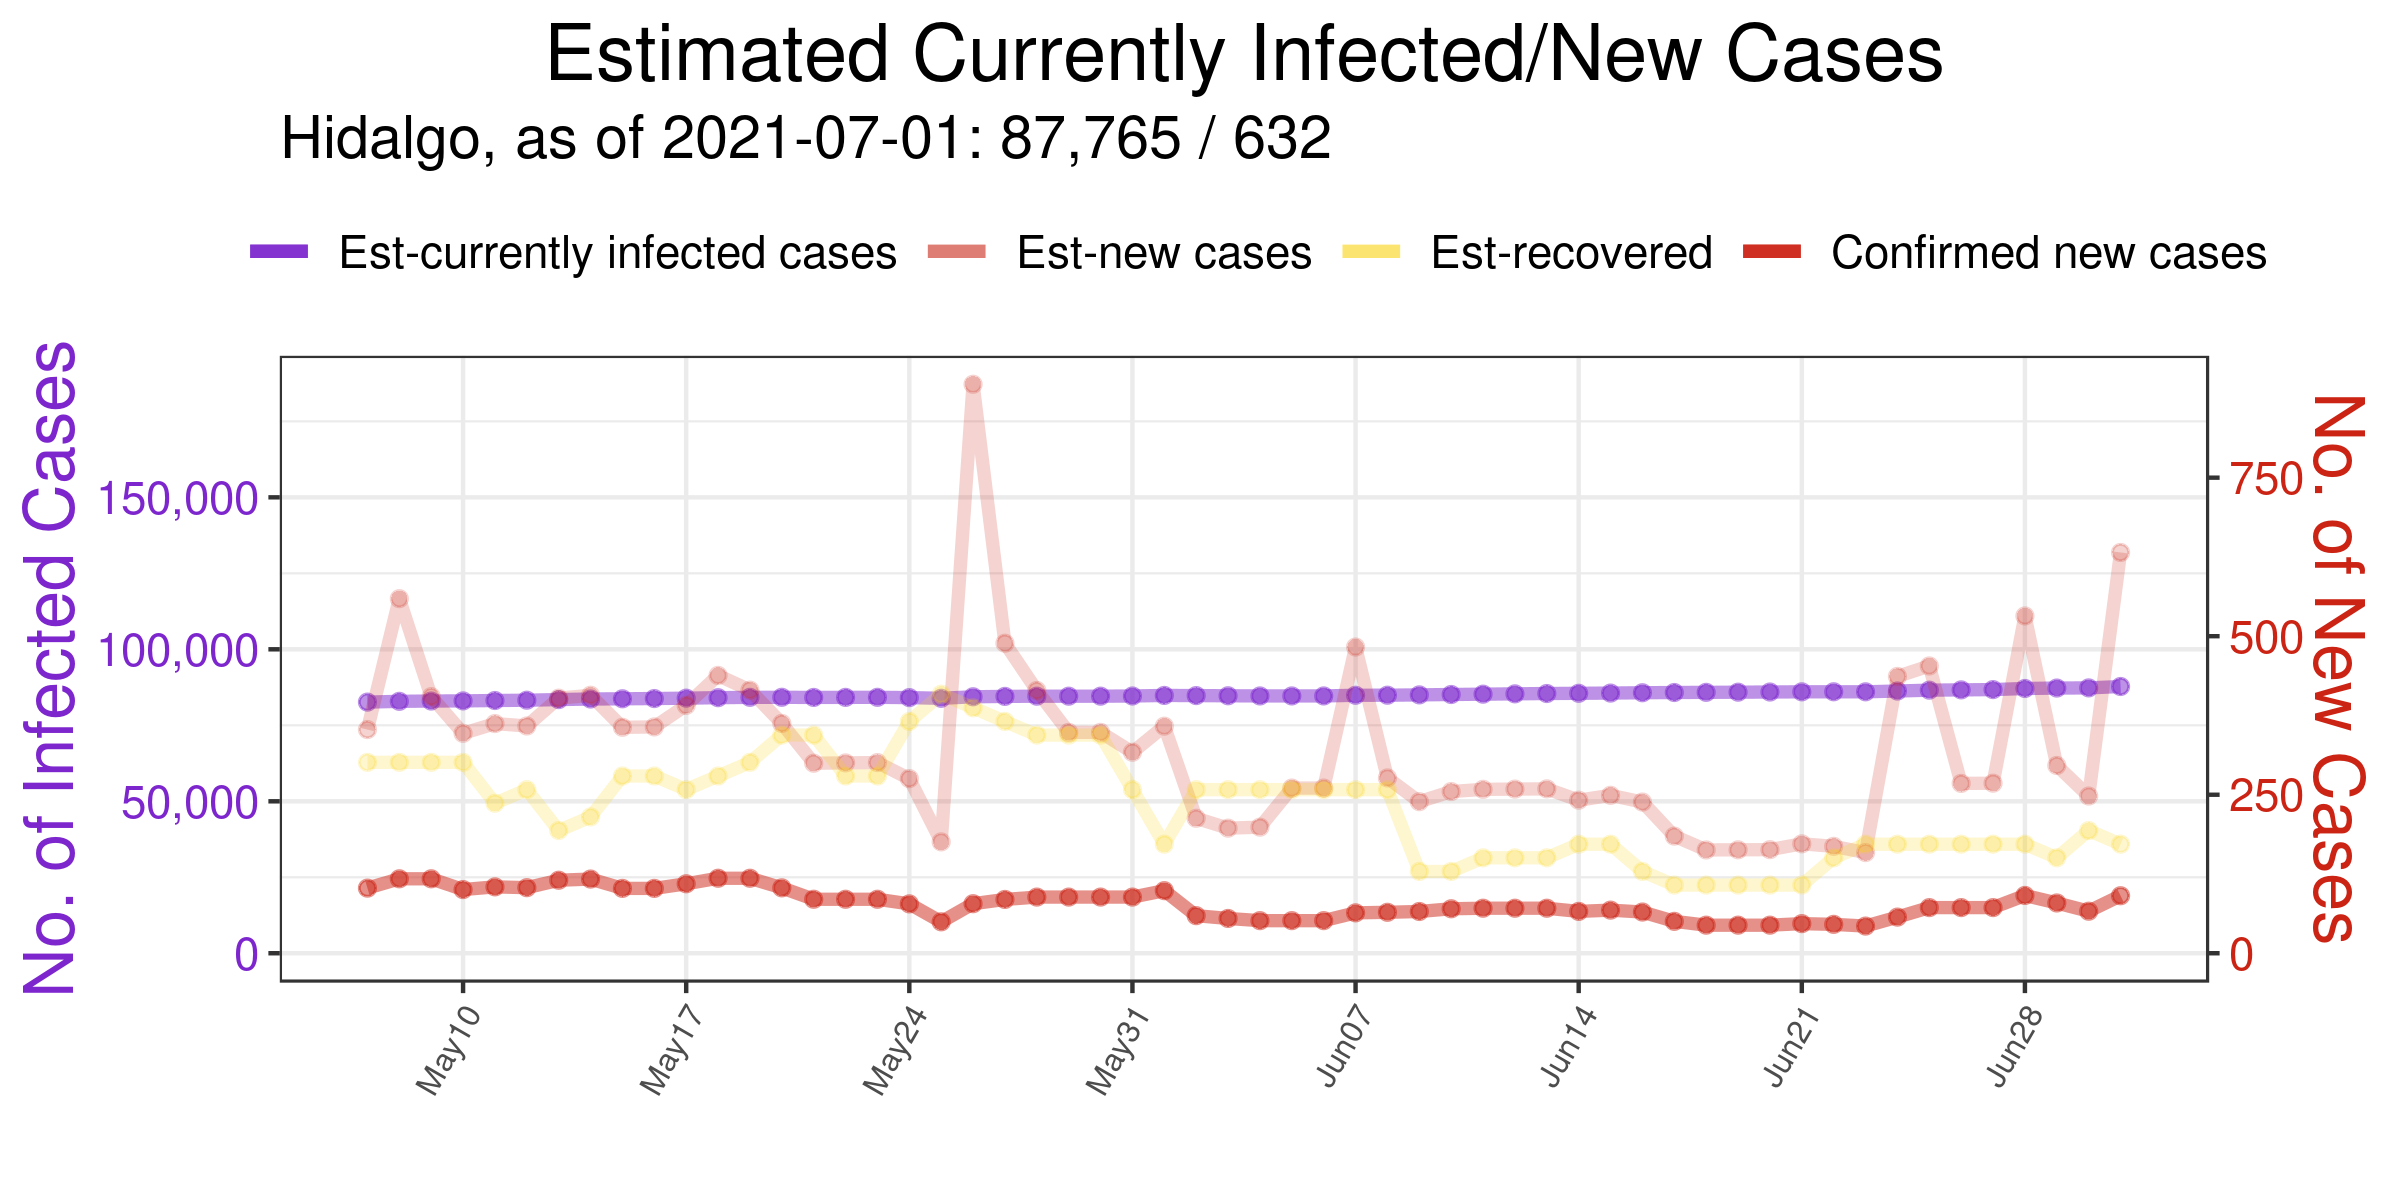 Estimated Currently Infected/New Cases
Hidalgo, as of 2021-07-01: 87,765 / 632
Est-currently infected cases Est-new cases Est-recovered Confirmed new cases
No. of Infected Cases
150,000
100,000
50,000
0
750
500
250
0
No. of New Cases
May10 May17 May24 May31 Jun07 Jun14 Jun21 Jun28